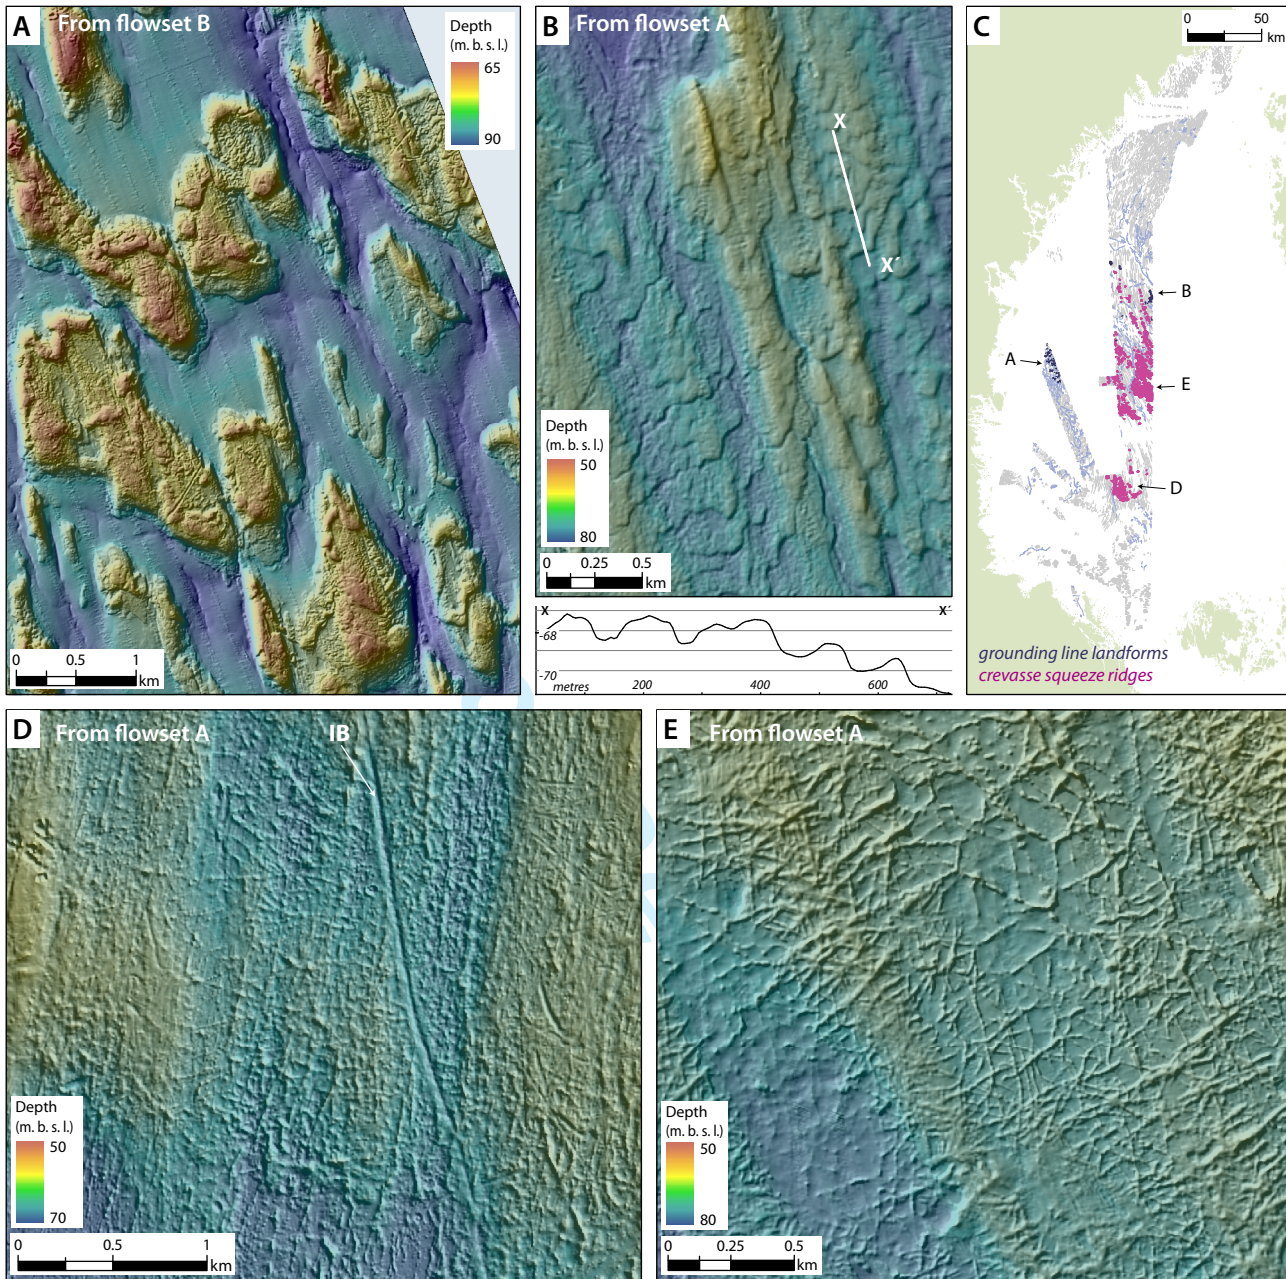 A From flowset B
Depth
(m. b. s. l.)
65
90
0 0.5 1
km
B From flowset A
X
X´
Depth
(m. b. s. l.)
50
80
0 0.25 0.5
km
X X´
-68
-70
metres 200 400 600
C
0 50
km
B
A
E
D
grounding line landforms
crevasse squeeze ridges
D From flowset A
IB
Depth
(m. b. s. l.)
50
70
0 0.5 1
km
E From flowset A
Depth
(m. b. s. l.)
50
80
0 0.25 0.5
km